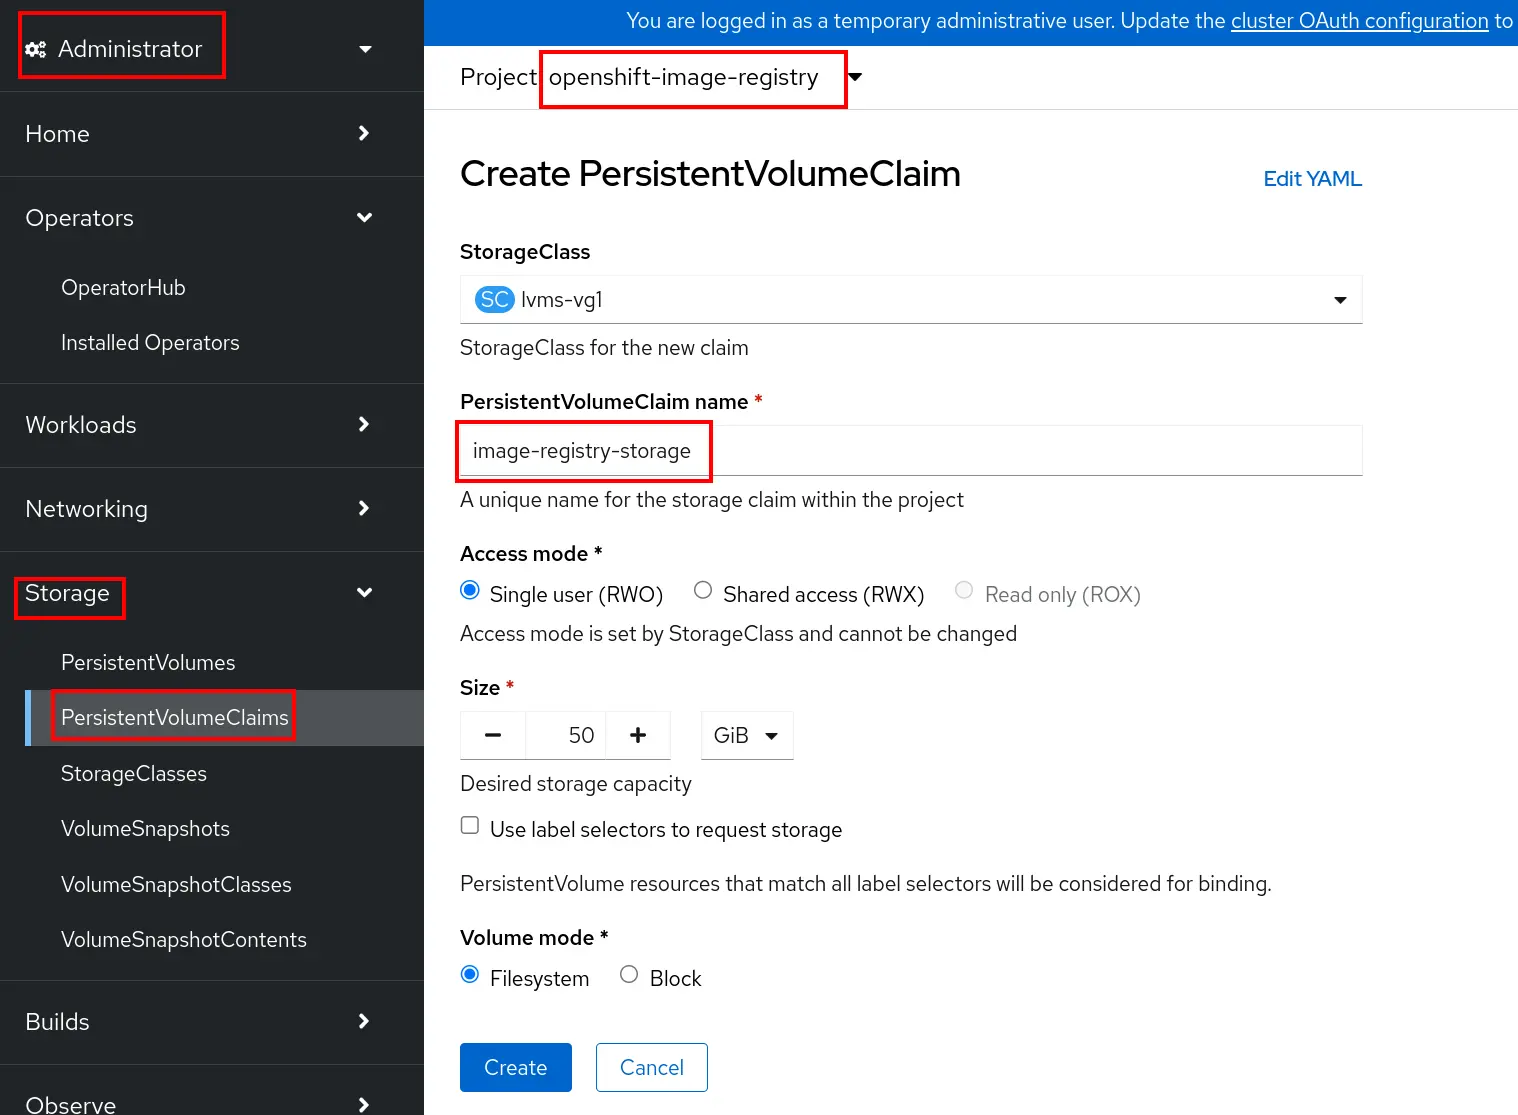 Administrator
Home
Operators
OperatorHub
Installed Operators
Workloads
Networking
Storage
PersistentVolumes
PersistentVolumeClaims
StorageClasses
VolumeSnapshots
VolumeSnapshotClasses
VolumeSnapshotContents
Builds
Observe
You are logged in as a temporary administrative user. Update the cluster OAuth configuration to
Project openshift-image-registry
Create PersistentVolumeClaim
Edit YAML
StorageClass
SC lvms-vg1
StorageClass for the new claim
PersistentVolumeClaim name *
image-registry-storage
A unique name for the storage claim within the project
Access mode *
Single user (RWO) Shared access (RWX) Read only (ROX)
Access mode is set by StorageClass and cannot be changed
Size *
50 GiB
Desired storage capacity
Use label selectors to request storage
PersistentVolume resources that match all label selectors will be considered for binding.
Volume mode *
Filesystem Block
Create Cancel